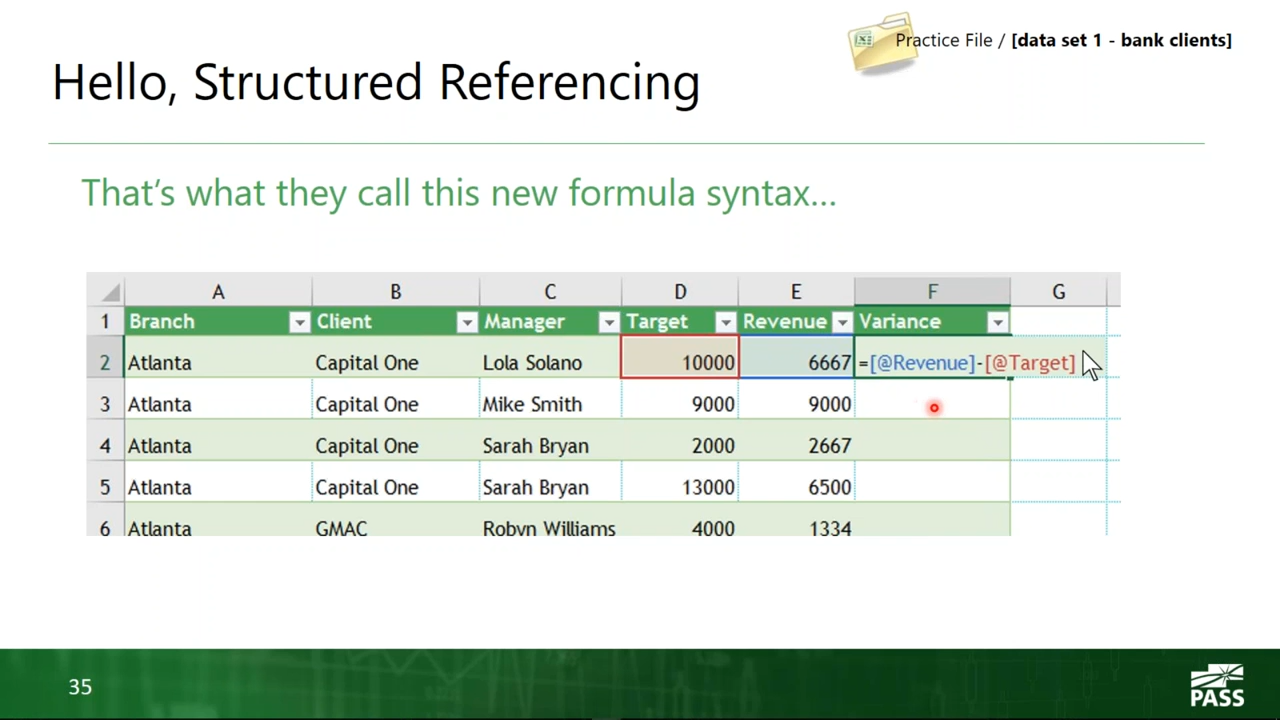 Practice File / [data set 1 - bank clients]
Hello, Structured Referencing
That's what they call this new formula syntax...
A B C D E F G
1 Branch Client Manager Target Revenue Variance
2 Atlanta Capital One Lola Solano 10000 6667 =[@Revenue]-[@Target]
3 Atlanta Capital One Mike Smith 9000 9000
4 Atlanta Capital One Sarah Bryan 2000 2667
5 Atlanta Capital One Sarah Bryan 13000 6500
6 Atlanta GMAC Robyn Williams 4000 1334
35
PASS